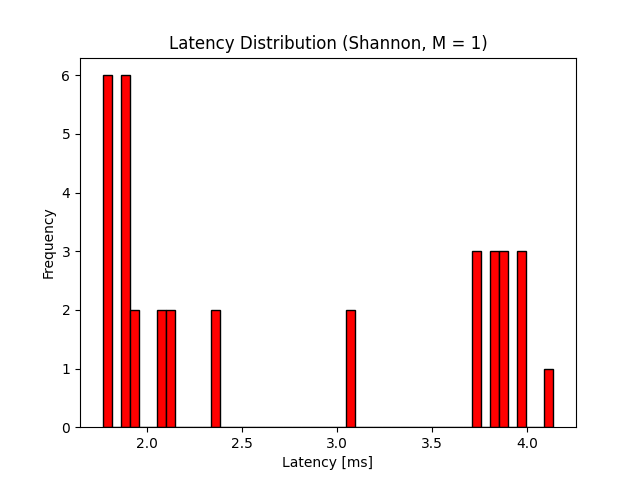 Latency Distribution (Shannon, M = 1)
6
5
4
3
2
1
0
Frequency
2.0 2.5 3.0 3.5 4.0
Latency [ms]